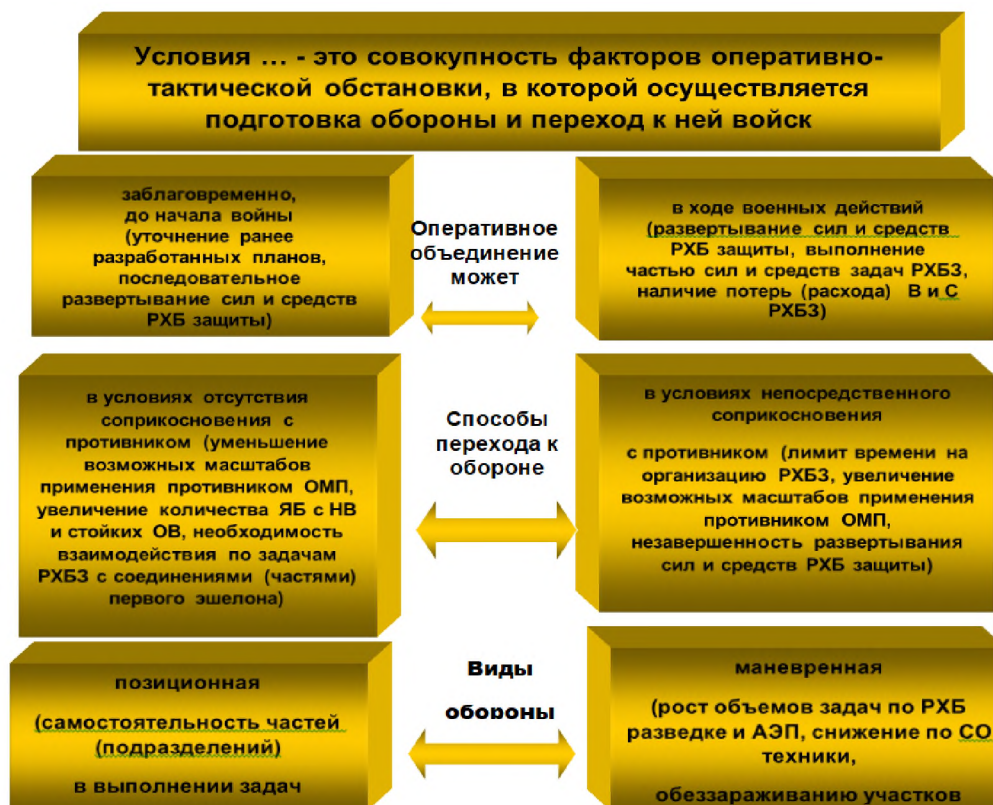 Условия ... - это совокупность факторов оперативно-
тактической обстановки, в которой осуществляется
подготовка обороны и переход к ней войск
заблаговременно,
до начала войны
(уточнение ранее
разработанных планов,
последовательное
развертывание сил и средств
РХБ защиты)
Оперативное
объединение
может
в ходе военных действий
(развертывание сил и средств
РХБ защиты, выполнение
частью сил и средств задач РХБЗ,
наличие потерь (расхода) В и С
РХБЗ)
в условиях отсутствия
соприкосновения с
противником (уменьшение
возможных масштабов
применения противником ОМП,
увеличение количества ЯБ с НВ
и стойких ОВ, необходимость
взаимодействия по задачам
РХБЗ с соединениями (частями)
первого эшелона)
Способы
перехода к
обороне
в условиях непосредственного
соприкосновения
с противником (лимит времени на
организацию РХБЗ, увеличение
возможных масштабов применения
противником ОМП,
незавершенность развертывания
сил и средств РХБ защиты)
позиционная
(самостоятельность частей
(подразделений)
в выполнении задач
Виды
обороны
маневренная
(рост объемов задач по РХБ
разведке и АЭП, снижение по СО
техники,
обеззараживанию участков